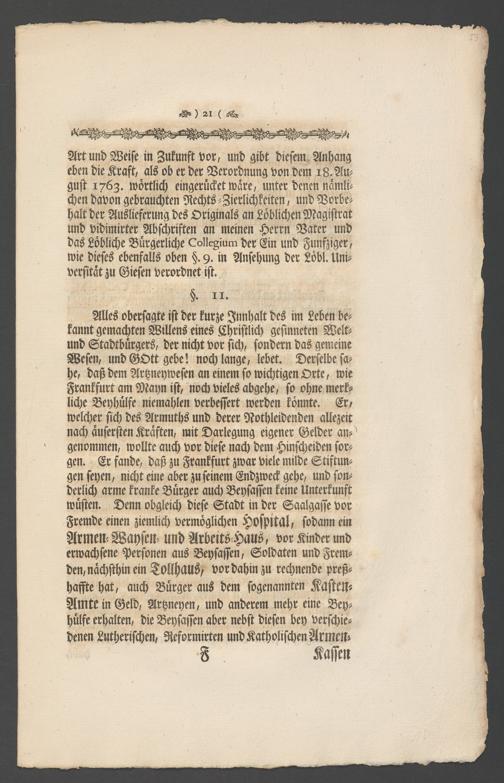 ) 21 (
Art und Weise in Zukunft vor, und gibt diesem Anhang
eben die Kraft, als ob er der Verordnung von dem 18. Au-
gust 1763. wörtlich eingerücket wäre, unter denen nämli-
chen davon gebrauchten Rechts-Zierlichkeiten, und Vorbe-
halt der Auslieferung des Originals an Löblichen Magistrat
und vidimirter Abschriften an meinen Herrn Vater und
das Löbliche Bürgerliche Collegium der Ein und Funfziger,
wie dieses ebenfalls oben §. 9. in Ansehung der Löbl. Uni-
versität zu Giesen verordnet ist.
§. 11.
Alles obersagte ist der kurze Innhalt des im Leben be-
kannt gemachten Willens eines Christlich gesinneten Welt-
und Stadtbürgers, der nicht vor sich, sondern das gemeine
Wesen, und GOtt gebe! noch lange, lebet. Derselbe sa-
he, daß dem Artzneywesen an einem so wichtigen Orte, wie
Frankfurt am Mayn ist, noch vieles abgehe, so ohne merk-
liche Beyhülfe niemahlen verbessert werden könnte. Er,
welcher sich des Armuths und derer Nothleidenden allezeit
nach äusersten Kräften, mit Darlegung eigener Gelder an-
genommen, wollte auch vor diese nach dem Hinscheiden sor-
gen. Er fande, daß zu Frankfurt zwar viele milde Stiftun-
gen seyen, nicht eine aber zu seinem Endzweck gehe, und son-
derlich arme kranke Bürger auch Beysassen keine Unterkunft
wüsten. Denn obgleich diese Stadt in der Saalgasse vor
Fremde einen ziemlich vermöglichen Hospital, sodann ein
Armen-Waysen- und Arbeits-Haus, vor Kinder und
erwachsene Personen aus Beysassen, Soldaten und Frem-
den, nächsthin ein Tollhaus, vor dahin zu rechnende preß-
haffte hat, auch Bürger aus dem sogenannten Kasten-
Amte in Geld, Artzneyen, und anderem mehr eine Bey-
hülfe erhalten, die Beysassen aber nebst diesen bey verschie-
denen Lutherischen, Reformirten und Katholischen Armen-
F Kassen